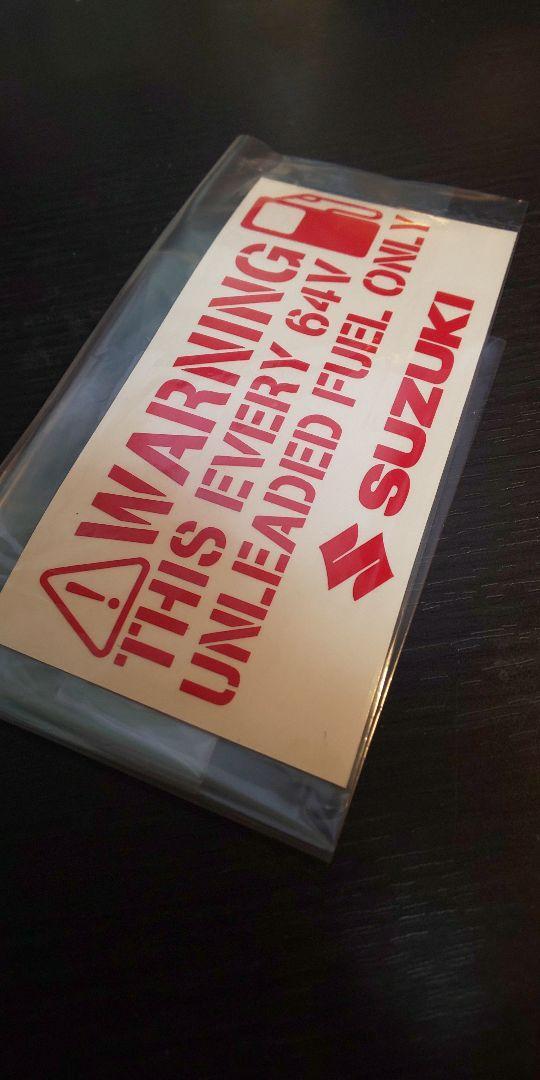 WARNING
THIS EVERY 64V
UNLEADED FUEL ONLY
SUZUKI